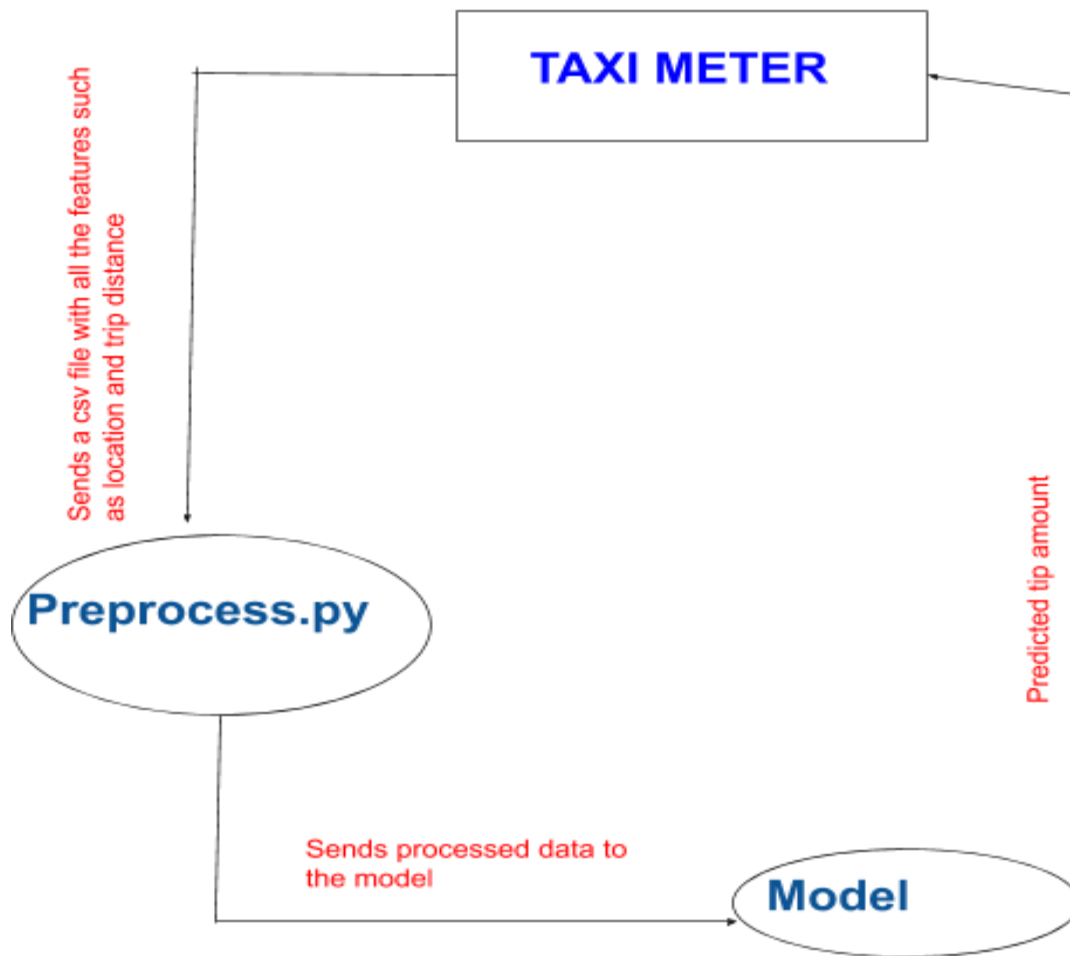 TAXI METER
Sends a csv file with all the features such
as location and trip distance
Preprocess.py
Predicted tip amount
Sends processed data to
the model
Model